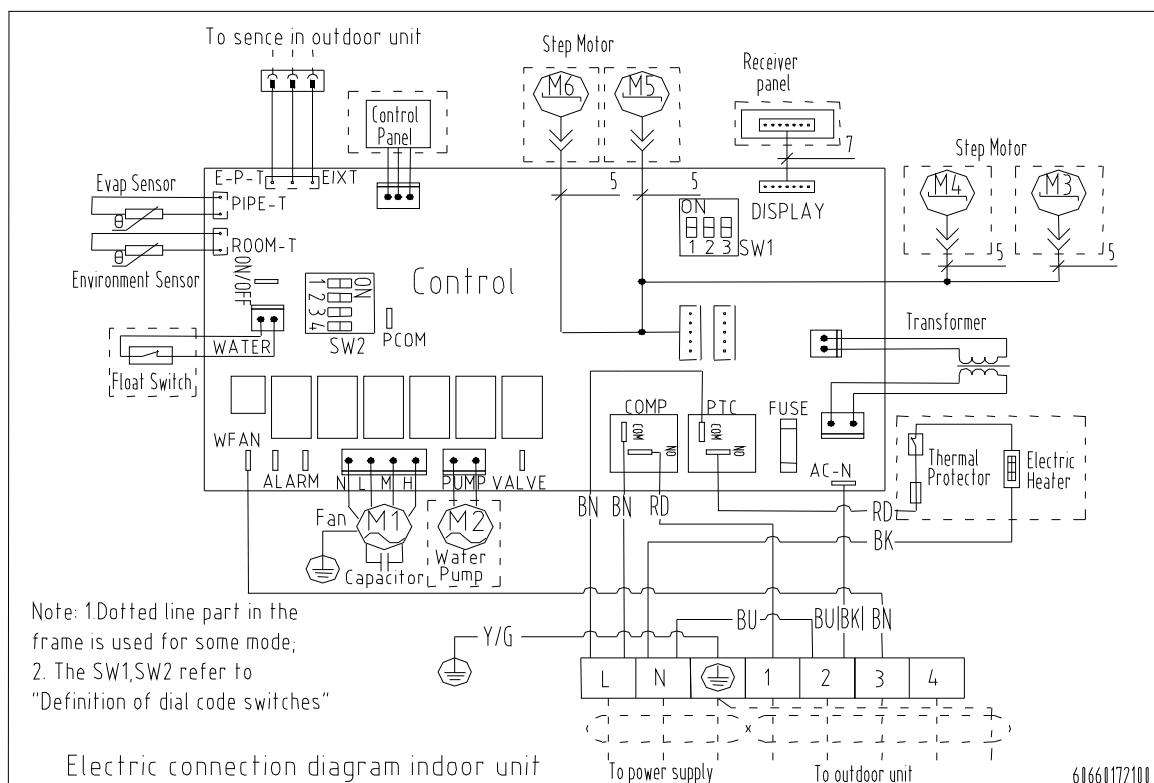 To sence in outdoor unit
Step Motor
M6
M5
Receiver
panel
Control
Panel
7
Step Motor
M4
M3
E-P-T
EIXT
Evap Sensor
θ
PIPE-T
5
5
ON
DISPLAY
1 2 3
SW1
5
5
ROOM-T
θ
Environment Sensor
ON/OFF
Control
1
2
3
4
ON
SW2
PCOM
WATER
Float Switch
Transformer
COMP
PTC
FUSE
COM
NO
COM
NO
WFAN
ALARM
N L M H
PUMP
VALVE
AC-N
Thermal
Protector
Electric
Heater
BN
BN
RD
RD
BK
Fan
M1
M2
Capacitor
Water
Pump
Note: 1.Dotted line part in the
frame is used for some mode;
2. The SW1,SW2 refer to
"Definition of dial code switches"
Y/G
BU
BU|BK| BN
L
N
1
2
3
4
x
To power supply
To outdoor unit
Electric connection diagram indoor unit
60660172100